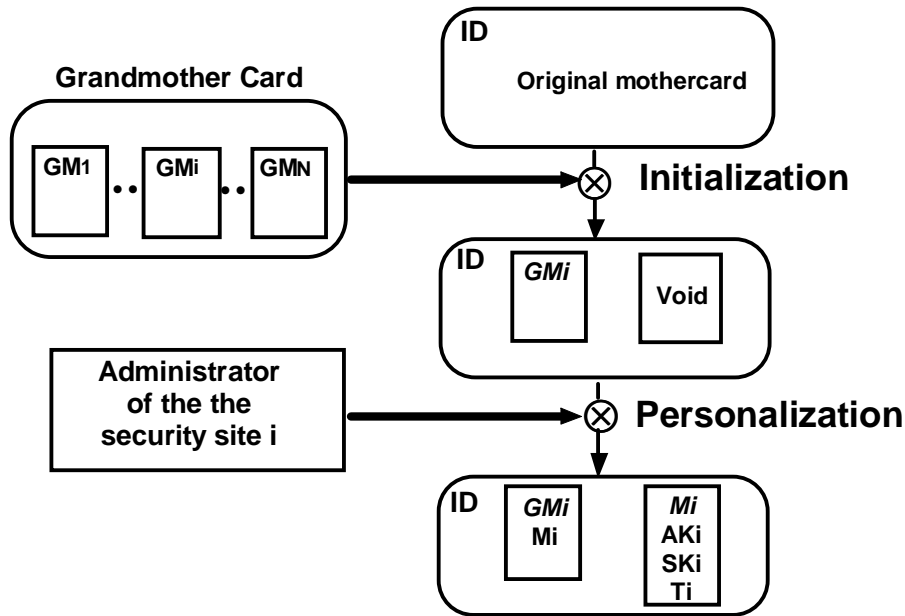 ID
Original mothercard
Grandmother Card
GM1
GMi
GMN
Initialization
ID
GMi
Void
Administrator
of the the
security site i
Personalization
ID
GMi
Mi
Mi
AKi
SKi
Ti